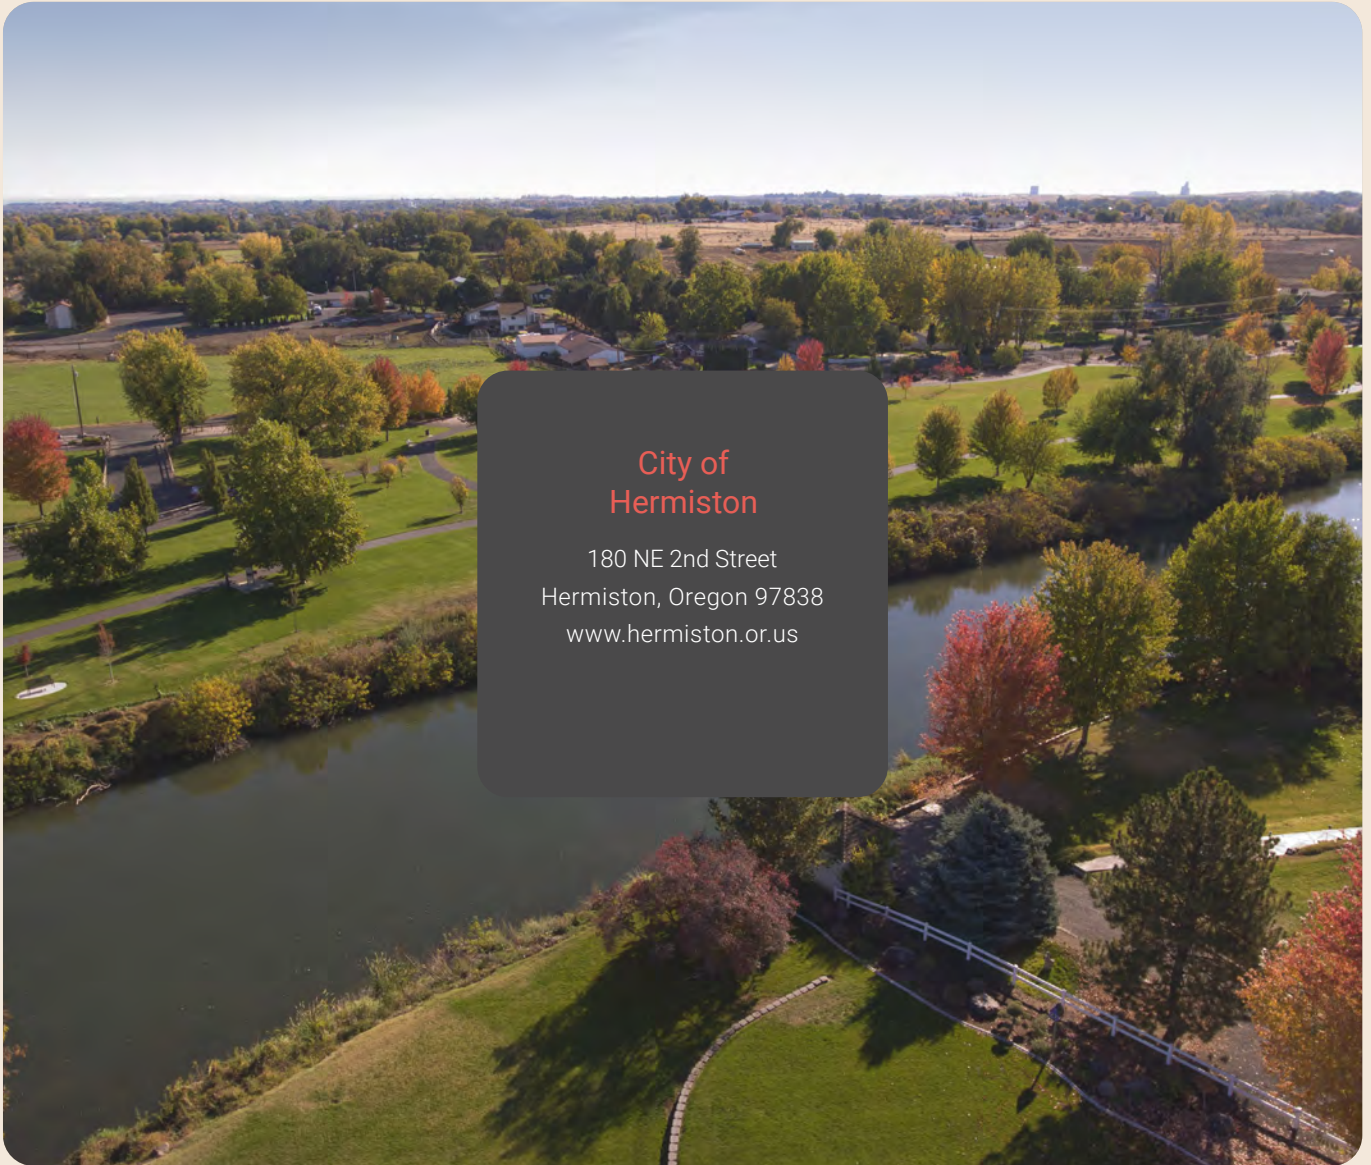 City of
Hermiston
180 NE 2nd Street
Hermiston, Oregon 97838
www.hermiston.or.us